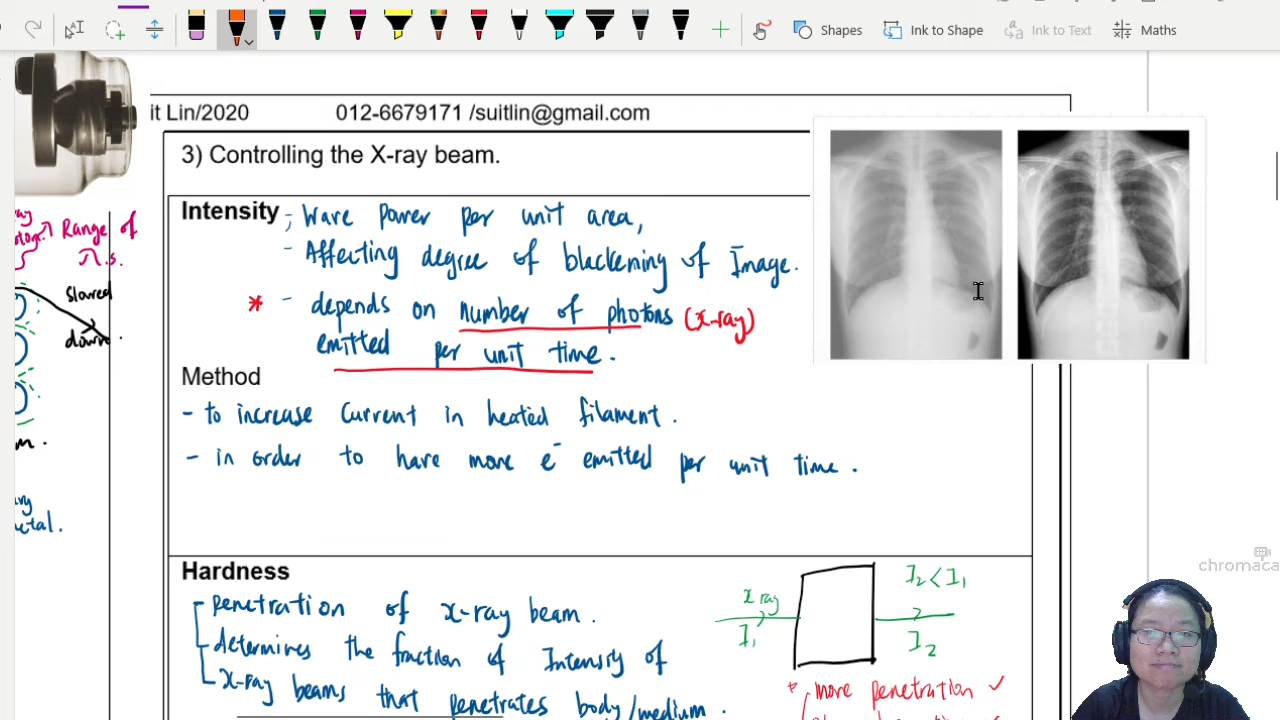 Shapes
Ink to Shape
Ink to Text
Maths
it Lin/2020 012-6679171 /suitlin@gmail.com
3) Controlling the X-ray beam.
Intensity - Wave Power per unit area,
- Affecting degree of blackening of Image.
* - depends on number of photons (x-ray)
emitted per unit time.
Method
- to increase current in heated filament.
- in order to have more e⁻ emitted per unit time.
Range of
slowed
down.
m.
etal.
Hardness
penetration of x-ray beam.
determines the fraction of Intensity of
x-ray beams that penetrates body/medium.
x ray
I₁
I₂<I₁
I₂
* more penetration ✓
chromaca